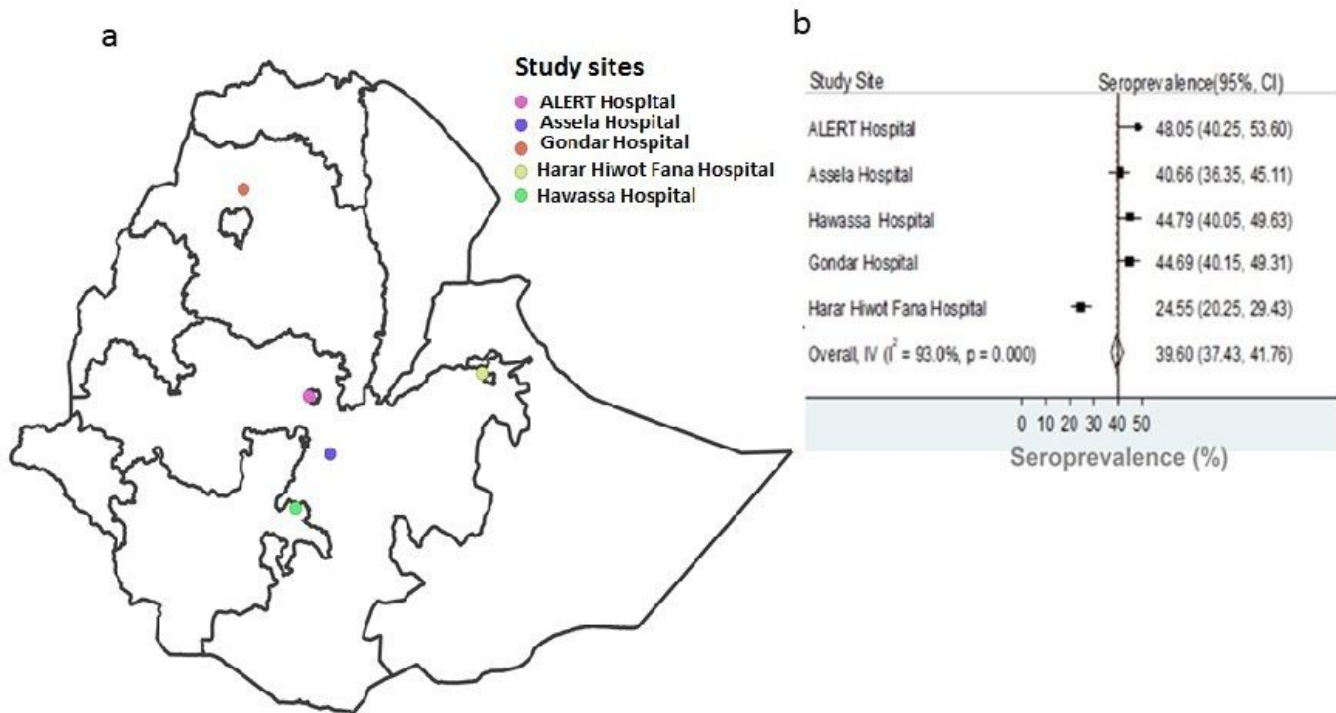 a
Study sites
ALERT Hospital
Assela Hospital
Gondar Hospital
Harar Hiwot Fana Hospital
Hawassa Hospital
b
Study Site Seroprevalence(95%, CI)
ALERT Hospital 48.05 (40.25, 53.60)
Assela Hospital 40.66 (36.35, 45.11)
Hawassa Hospital 44.79 (40.05, 49.63)
Gondar Hospital 44.69 (40.15, 49.31)
Harar Hiwot Fana Hospital 24.55 (20.25, 29.43)
Overall, IV (I² = 93.0%, p = 0.000) 39.60 (37.43, 41.76)
0 10 20 30 40 50
Seroprevalence (%)